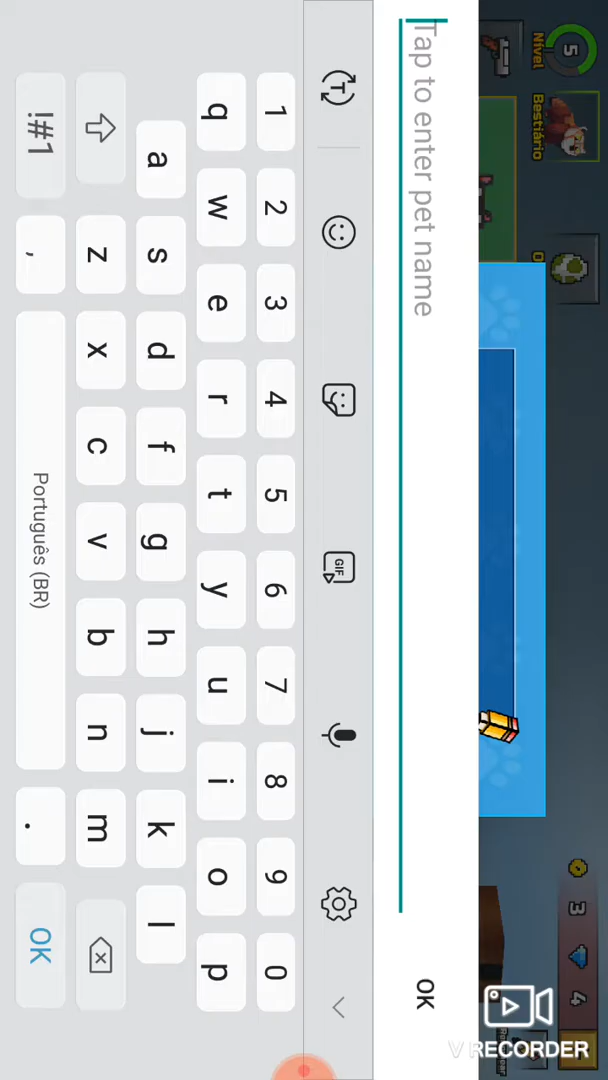 5
Nível
Bestiário
3
4
Tap to enter pet name
OK
GIF
1 2 3 4 5 6 7 8 9 0
q w e r t y u i o p
a s d f g h j k l
z x c v b n m
!#1 , Português (BR) . OK
V RECORDER